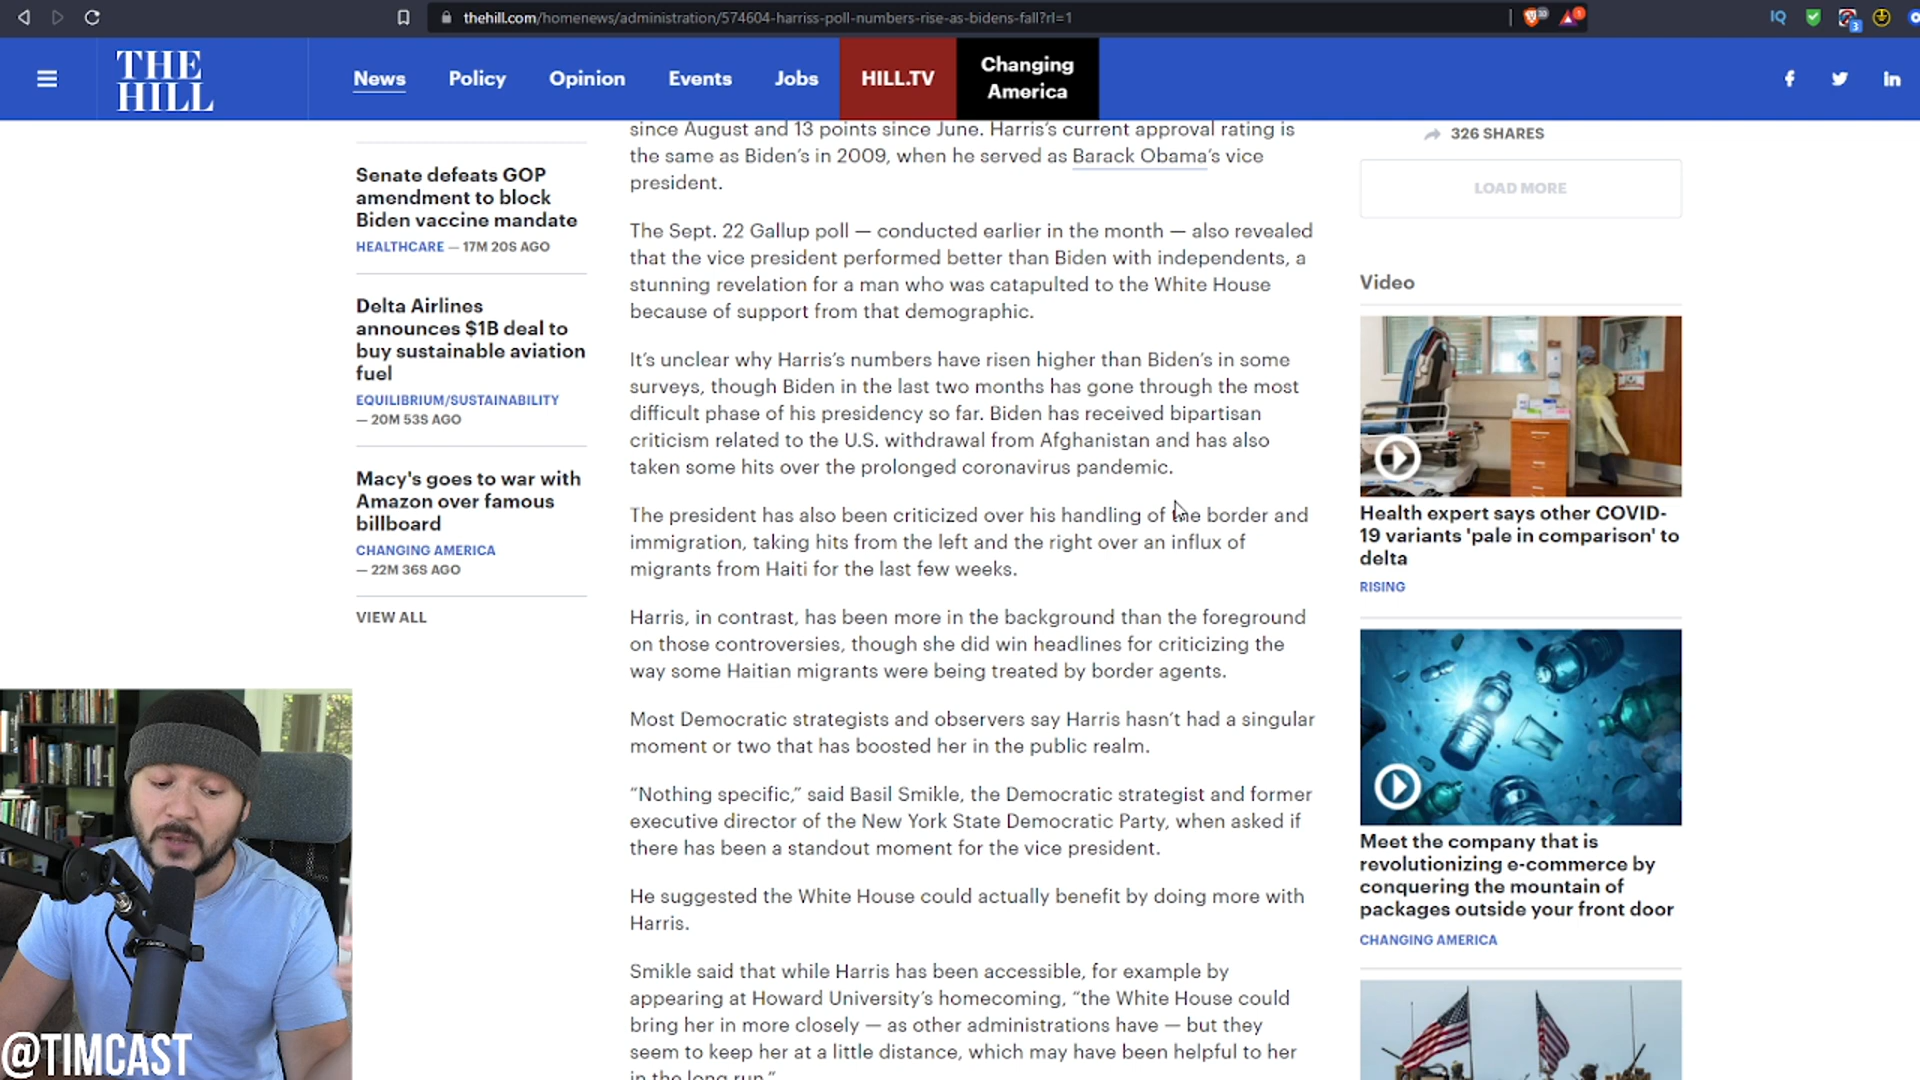 thehill.com/homenews/administration/574604-harriss-poll-numbers-rise-as-bidens-fall?rl=1
IQ
3
THE
HILL
News
Policy
Opinion
Events
Jobs
HILL.TV
Changing
America
Senate defeats GOP
amendment to block
Biden vaccine mandate
HEALTHCARE — 17M 20S AGO
Delta Airlines
announces $1B deal to
buy sustainable aviation
fuel
EQUILIBRIUM/SUSTAINABILITY
— 20M 53S AGO
Macy's goes to war with
Amazon over famous
billboard
CHANGING AMERICA
— 22M 36S AGO
VIEW ALL
since August and 13 points since June. Harris's current approval rating is
the same as Biden's in 2009, when he served as Barack Obama's vice
president.
The Sept. 22 Gallup poll — conducted earlier in the month — also revealed
that the vice president performed better than Biden with independents, a
stunning revelation for a man who was catapulted to the White House
because of support from that demographic.
It's unclear why Harris's numbers have risen higher than Biden's in some
surveys, though Biden in the last two months has gone through the most
difficult phase of his presidency so far. Biden has received bipartisan
criticism related to the U.S. withdrawal from Afghanistan and has also
taken some hits over the prolonged coronavirus pandemic.
The president has also been criticized over his handling of the border and
immigration, taking hits from the left and the right over an influx of
migrants from Haiti for the last few weeks.
Harris, in contrast, has been more in the background than the foreground
on those controversies, though she did win headlines for criticizing the
way some Haitian migrants were being treated by border agents.
Most Democratic strategists and observers say Harris hasn't had a singular
moment or two that has boosted her in the public realm.
“Nothing specific,” said Basil Smikle, the Democratic strategist and former
executive director of the New York State Democratic Party, when asked if
there has been a standout moment for the vice president.
He suggested the White House could actually benefit by doing more with
Harris.
Smikle said that while Harris has been accessible, for example by
appearing at Howard University's homecoming, “the White House could
bring her in more closely — as other administrations have — but they
seem to keep her at a little distance, which may have been helpful to her
in the long run.”
326 SHARES
LOAD MORE
Video
Health expert says other COVID-
19 variants 'pale in comparison' to
delta
RISING
Meet the company that is
revolutionizing e-commerce by
conquering the mountain of
packages outside your front door
CHANGING AMERICA
@TIMCAST